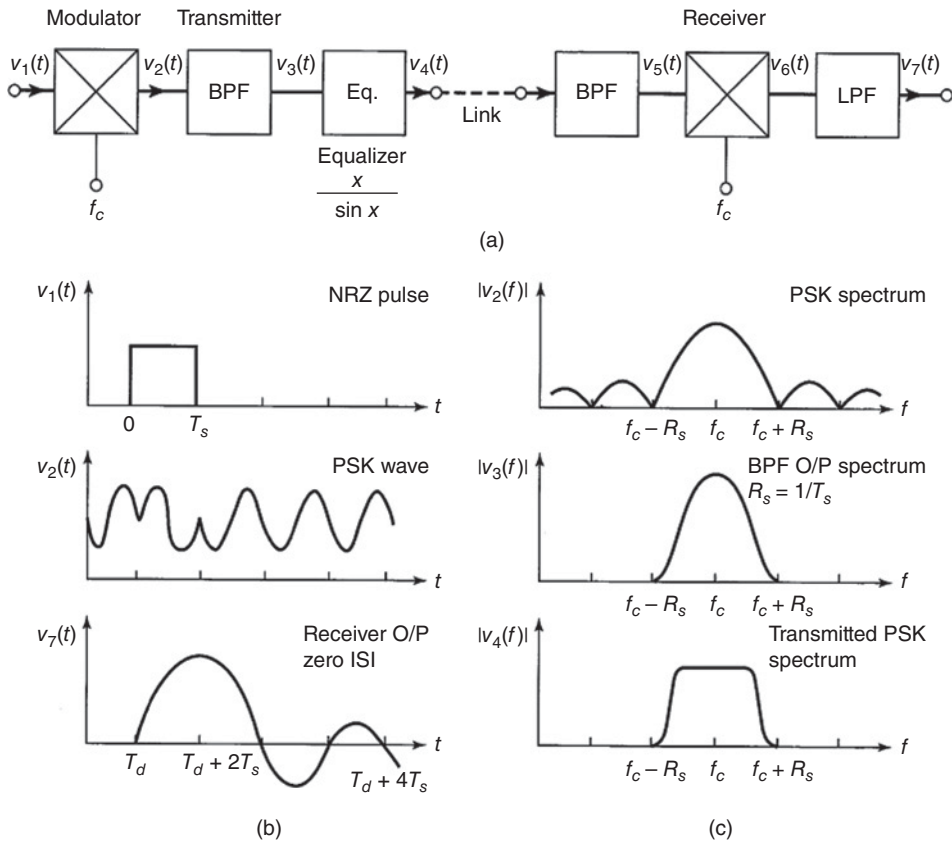 Modulator Transmitter Receiver
v1(t) v2(t) BPF v3(t) Eq. v4(t) Link BPF v5(t) v6(t) LPF v7(t)
fc
Equalizer
x
sin x
fc
(a)
v1(t) NRZ pulse
0 Ts t
v2(t) PSK wave
t
v7(t) Receiver O/P
zero ISI
t
Td Td + 2Ts Td + 4Ts
(b)
|v2(f)| PSK spectrum
f
fc – Rs fc fc + Rs
|v3(f)| BPF O/P spectrum
Rs = 1/Ts
f
fc – Rs fc fc + Rs
|v4(f)| Transmitted PSK
spectrum
f
fc – Rs fc fc + Rs
(c)